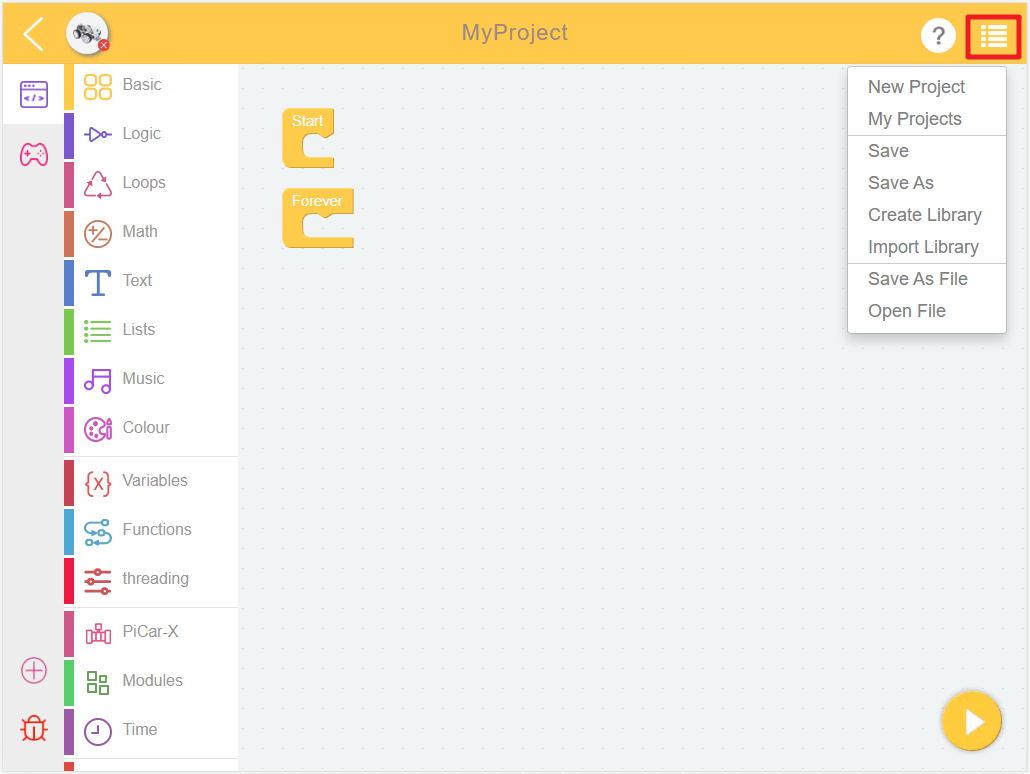 MyProject
?
New Project
My Projects
Save
Save As
Create Library
Import Library
Save As File
Open File
Basic
Logic
Loops
Math
Text
Lists
Music
Colour
Variables
Functions
threading
PiCar-X
Modules
Time
Start
Forever